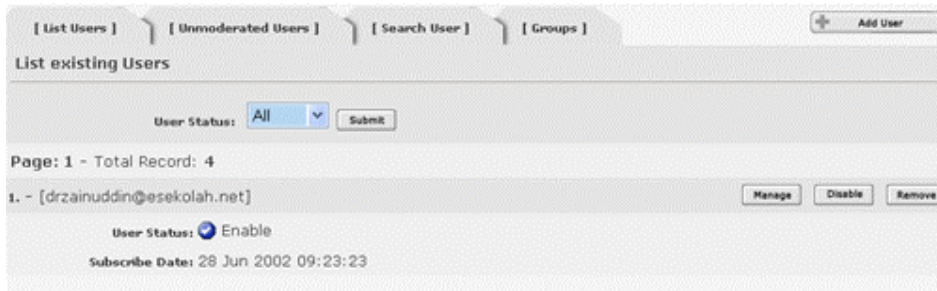 [ List Users ] [ Unmoderated Users ] [ Search User ] [ Groups ] Add User
List existing Users
User Status: All Submit
Page: 1 - Total Record: 4
1. - [drzainuddin@esekolah.net] Manage Disable Remove
User Status: Enable
Subscribe Date: 28 Jun 2002 09:23:23